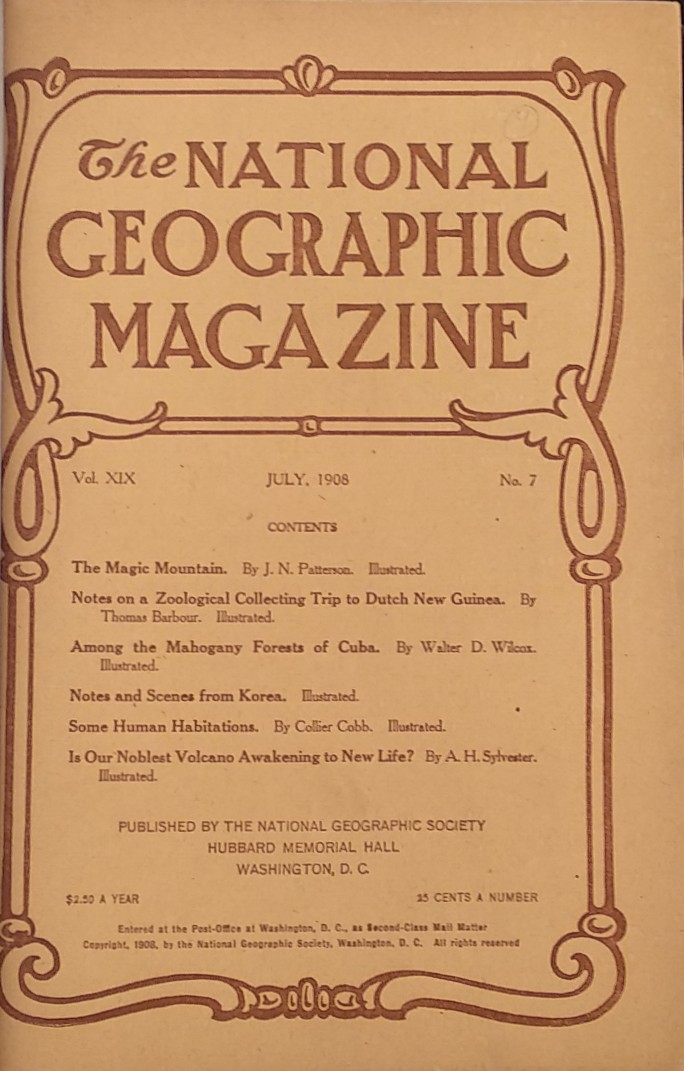 The NATIONAL
GEOGRAPHIC
MAGAZINE
Vol. XIX JULY, 1908 No. 7
CONTENTS
The Magic Mountain. By J. N. Patterson. Illustrated.
Notes on a Zoological Collecting Trip to Dutch New Guinea. By
Thomas Barbour. Illustrated.
Among the Mahogany Forests of Cuba. By Walter D. Wilcox.
Illustrated.
Notes and Scenes from Korea. Illustrated.
Some Human Habitations. By Collier Cobb. Illustrated.
Is Our Noblest Volcano Awakening to New Life? By A. H. Sylvester.
Illustrated.
PUBLISHED BY THE NATIONAL GEOGRAPHIC SOCIETY
HUBBARD MEMORIAL HALL
WASHINGTON, D. C.
$2.50 A YEAR 25 CENTS A NUMBER
Entered at the Post-Office at Washington, D. C., as Second-Class Mail Matter
Copyright, 1908, by the National Geographic Society, Washington, D. C. All rights reserved